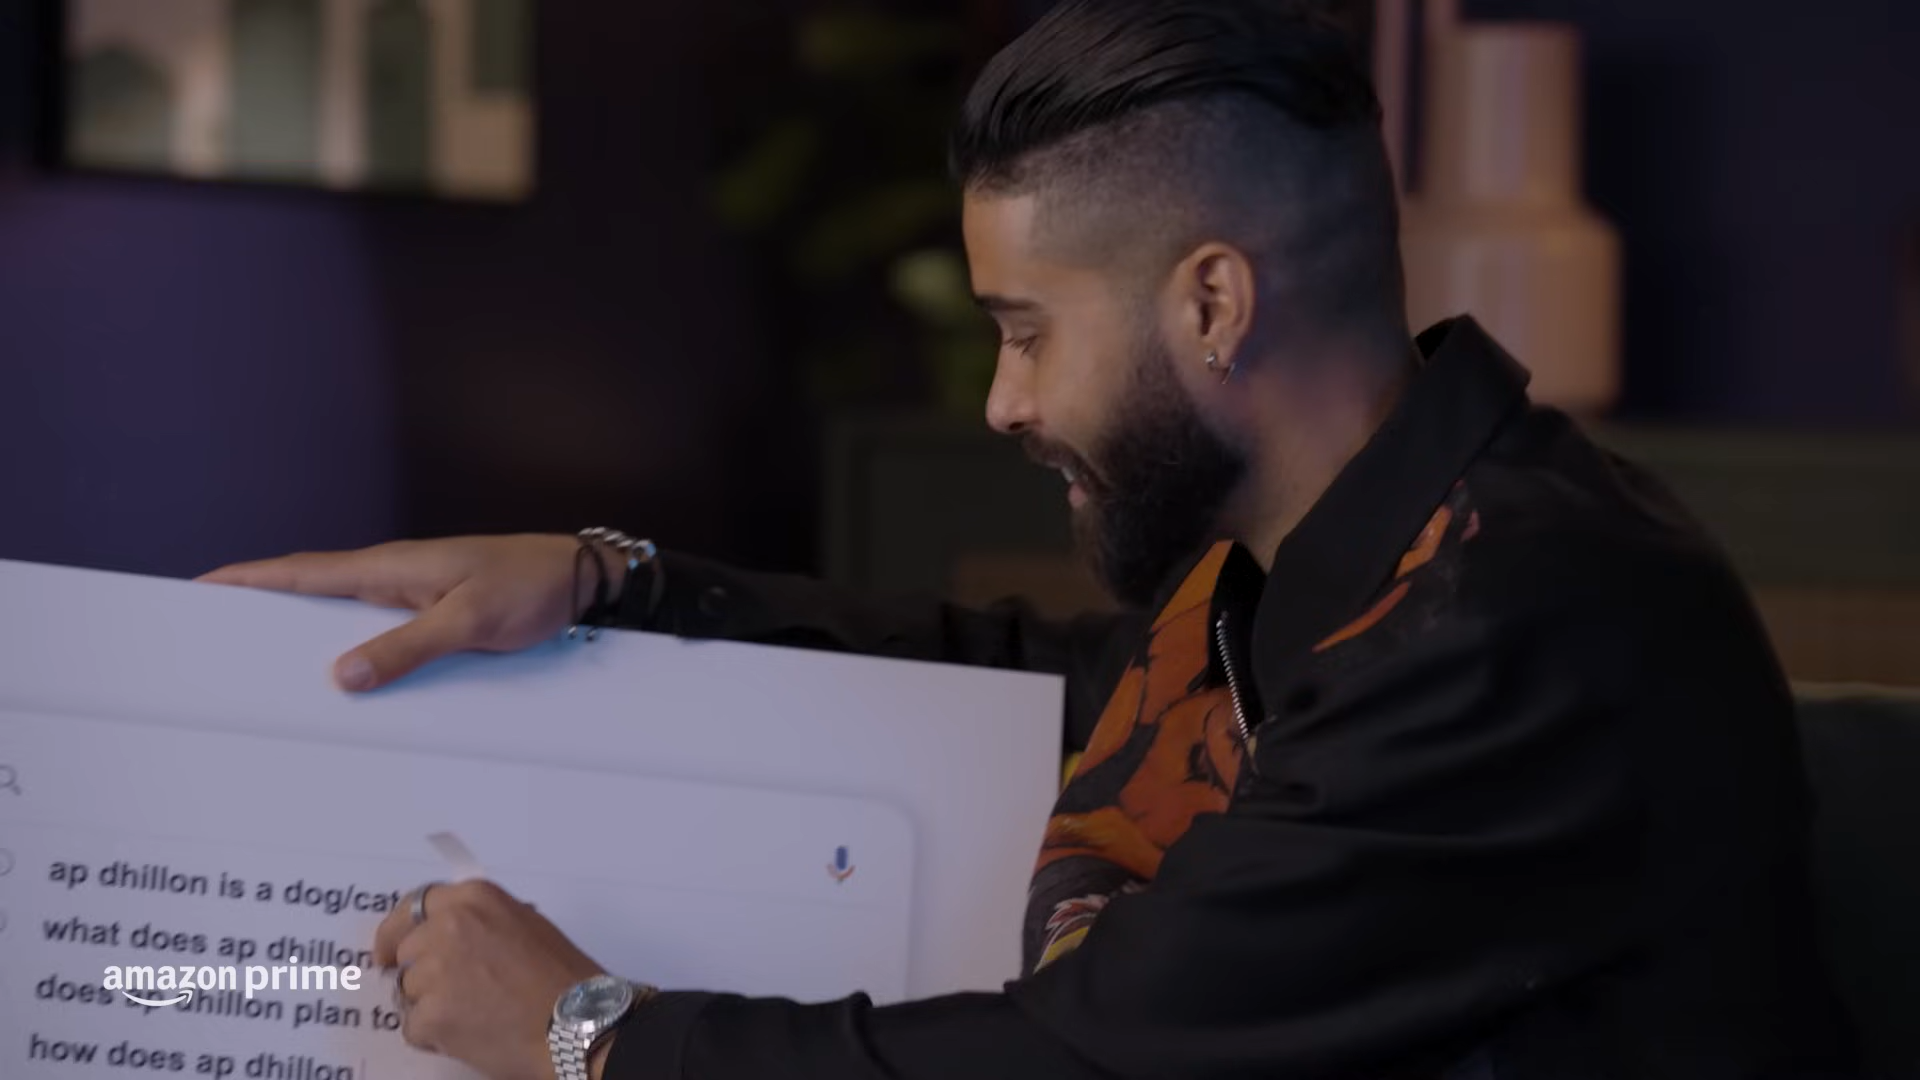 ap dhillon is a dog/cat
what does ap dhillon
amazon prime
does ap dhillon plan to
how does ap dhillon